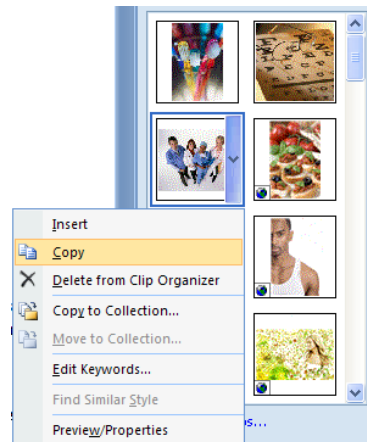 Insert
Copy
Delete from Clip Organizer
Copy to Collection...
Move to Collection...
Edit Keywords...
Find Similar Style
Preview/Properties
s...